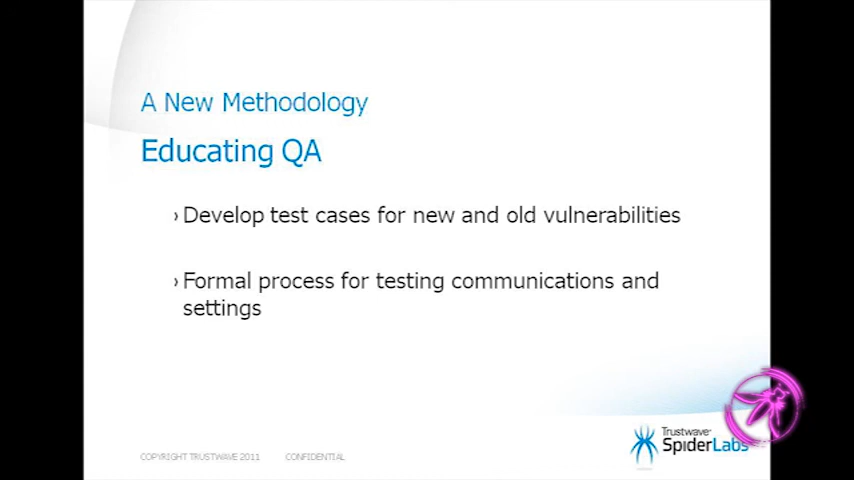 A New Methodology
Educating QA
› Develop test cases for new and old vulnerabilities
› Formal process for testing communications and
settings
COPYRIGHT TRUSTWAVE 2011 CONFIDENTIAL
Trustwave®
SpiderLabs